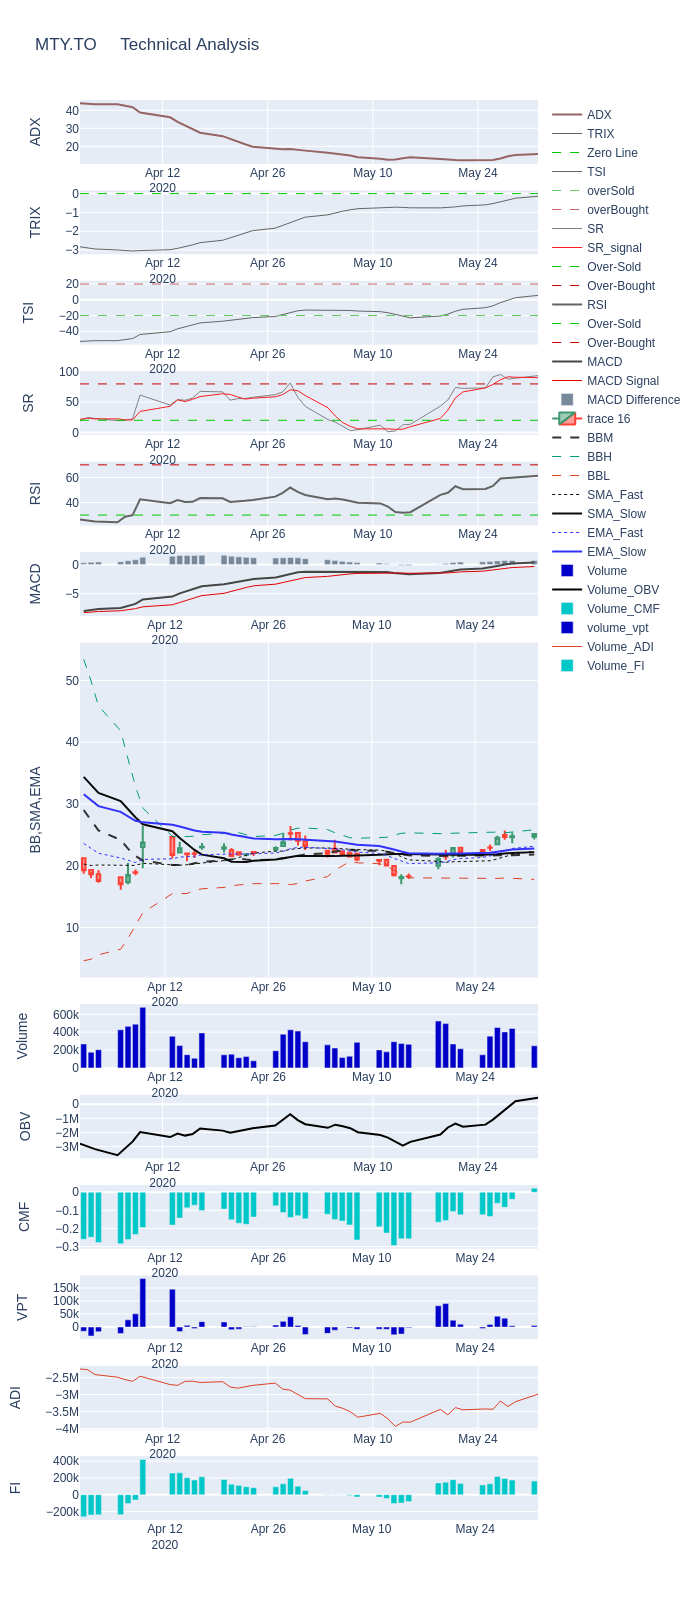 MTY.TO     Technical Analysis
ADX
40
30
20
Apr 12
2020
Apr 26
May 10
May 24
TRIX
0
−1
−2
−3
Apr 12
2020
Apr 26
May 10
May 24
TSI
20
0
−20
−40
Apr 12
2020
Apr 26
May 10
May 24
SR
100
50
0
Apr 12
2020
Apr 26
May 10
May 24
RSI
60
40
Apr 12
2020
Apr 26
May 10
May 24
MACD
0
−5
Apr 12
2020
Apr 26
May 10
May 24
BB,SMA,EMA
50
40
30
20
10
Apr 12
2020
Apr 26
May 10
May 24
Volume
600k
400k
200k
0
Apr 12
2020
Apr 26
May 10
May 24
OBV
0
−1M
−2M
−3M
Apr 12
2020
Apr 26
May 10
May 24
CMF
0
−0.1
−0.2
−0.3
Apr 12
2020
Apr 26
May 10
May 24
VPT
150k
100k
50k
0
Apr 12
2020
Apr 26
May 10
May 24
ADI
−2.5M
−3M
−3.5M
−4M
Apr 12
2020
Apr 26
May 10
May 24
FI
400k
200k
0
−200k
Apr 12
2020
Apr 26
May 10
May 24
ADX
TRIX
Zero Line
TSI
overSold
overBought
SR
SR_signal
Over-Sold
Over-Bought
RSI
Over-Sold
Over-Bought
MACD
MACD Signal
MACD Difference
trace 16
BBM
BBH
BBL
SMA_Fast
SMA_Slow
EMA_Fast
EMA_Slow
Volume
Volume_OBV
Volume_CMF
volume_vpt
Volume_ADI
Volume_FI